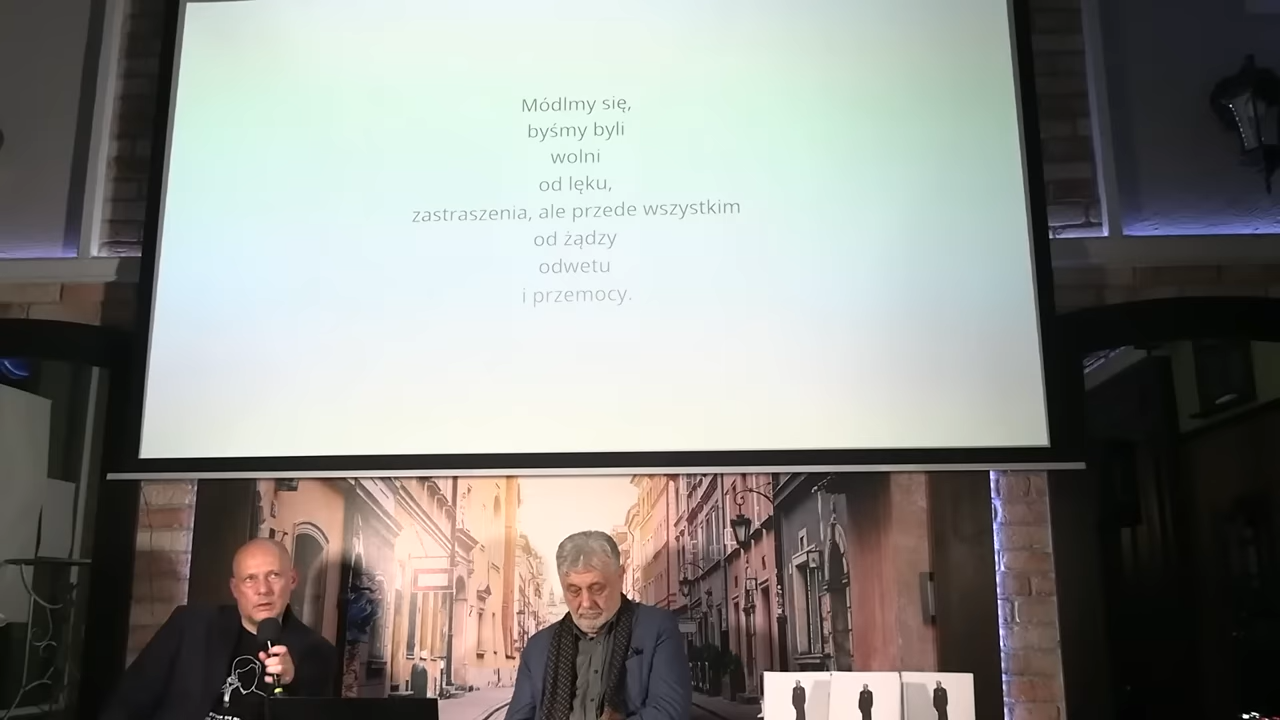 Módlmy się,
byśmy byli
wolni
od lęku,
zastraszenia, ale przede wszystkim
od żądzy
odwetu
i przemocy.